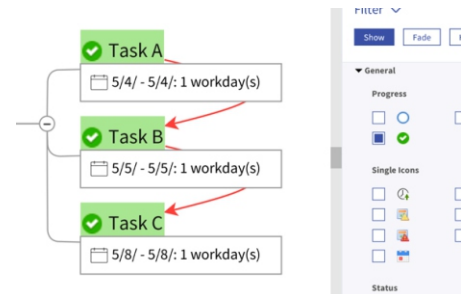 Filter
Task A
5/4/ - 5/4/: 1 workday(s)
Task B
5/5/ - 5/5/: 1 workday(s)
Task C
5/8/ - 5/8/: 1 workday(s)
Show
Fade
General
Progress
Single Icons
Status